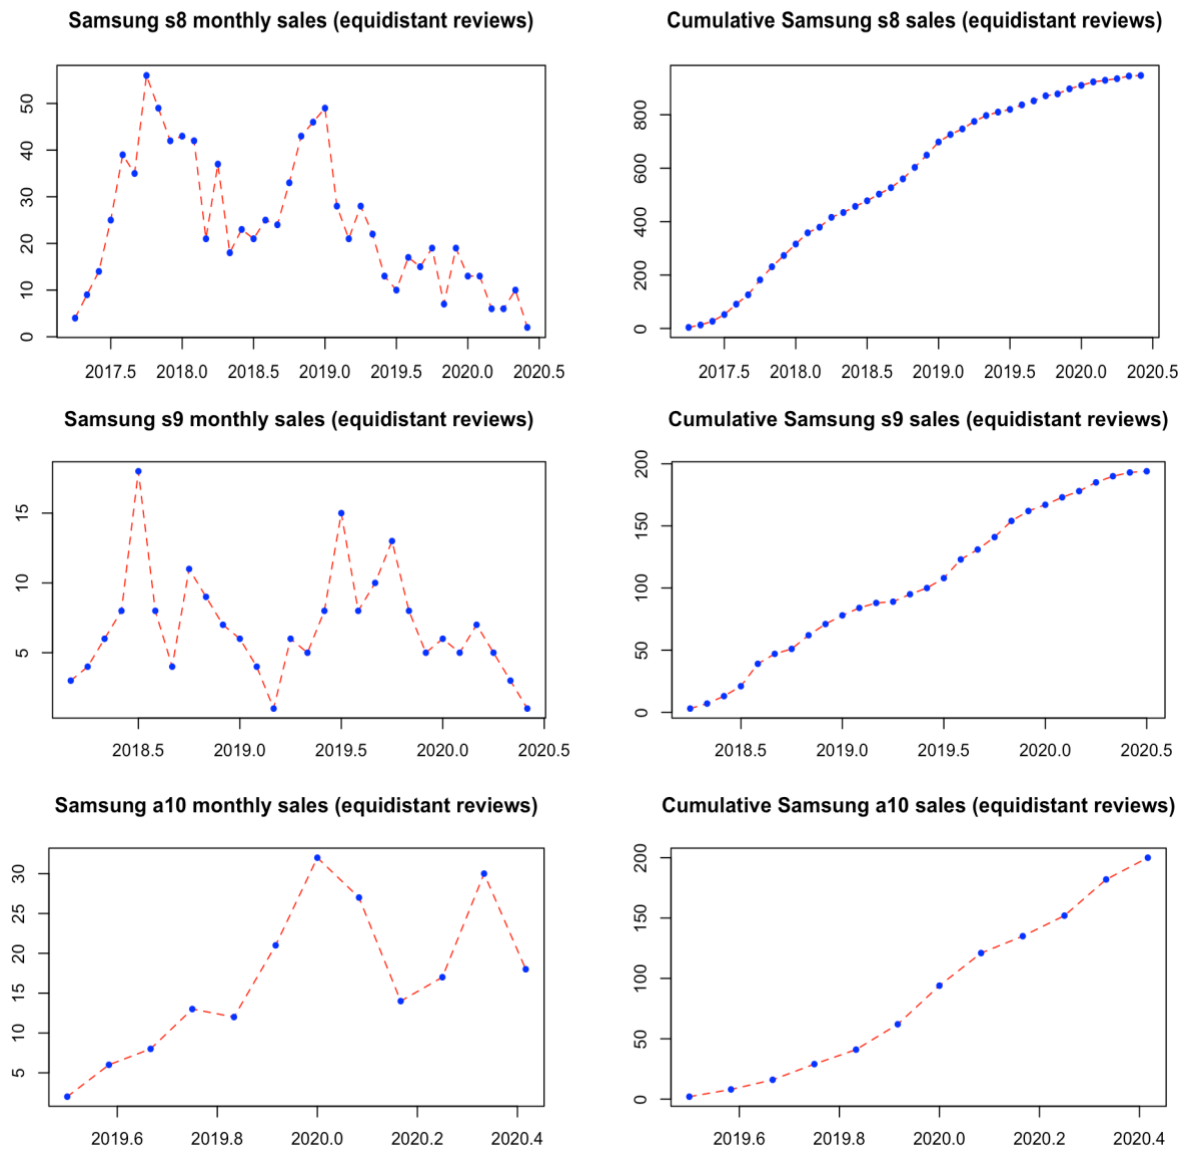 Samsung s8 monthly sales (equidistant reviews)
Cumulative Samsung s8 sales (equidistant reviews)
0 10 20 30 40 50
2017.5 2018.0 2018.5 2019.0 2019.5 2020.0 2020.5
0 200 400 600 800
2017.5 2018.0 2018.5 2019.0 2019.5 2020.0 2020.5
Samsung s9 monthly sales (equidistant reviews)
Cumulative Samsung s9 sales (equidistant reviews)
5 10 15
2018.5 2019.0 2019.5 2020.0 2020.5
0 50 100 150 200
2018.5 2019.0 2019.5 2020.0 2020.5
Samsung a10 monthly sales (equidistant reviews)
Cumulative Samsung a10 sales (equidistant reviews)
5 10 15 20 25 30
2019.6 2019.8 2020.0 2020.2 2020.4
0 50 100 150 200
2019.6 2019.8 2020.0 2020.2 2020.4